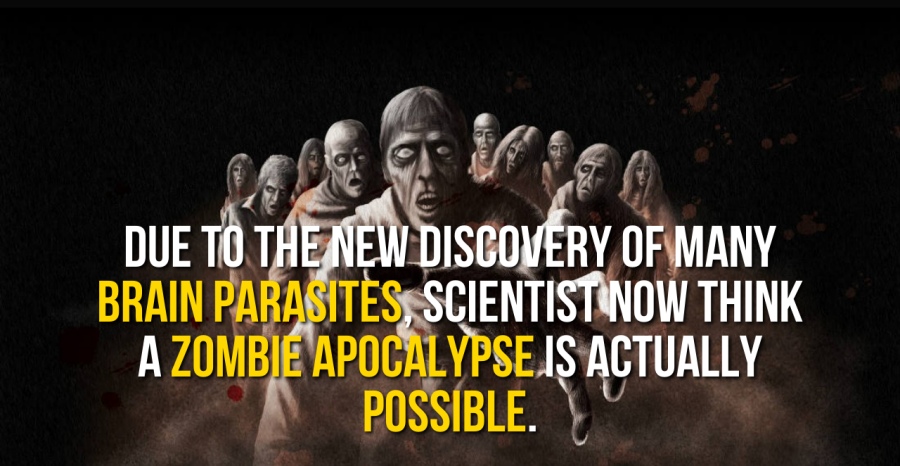 DUE TO THE NEW DISCOVERY OF MANY
BRAIN PARASITES, SCIENTIST NOW THINK
A ZOMBIE APOCALYPSE IS ACTUALLY
POSSIBLE.